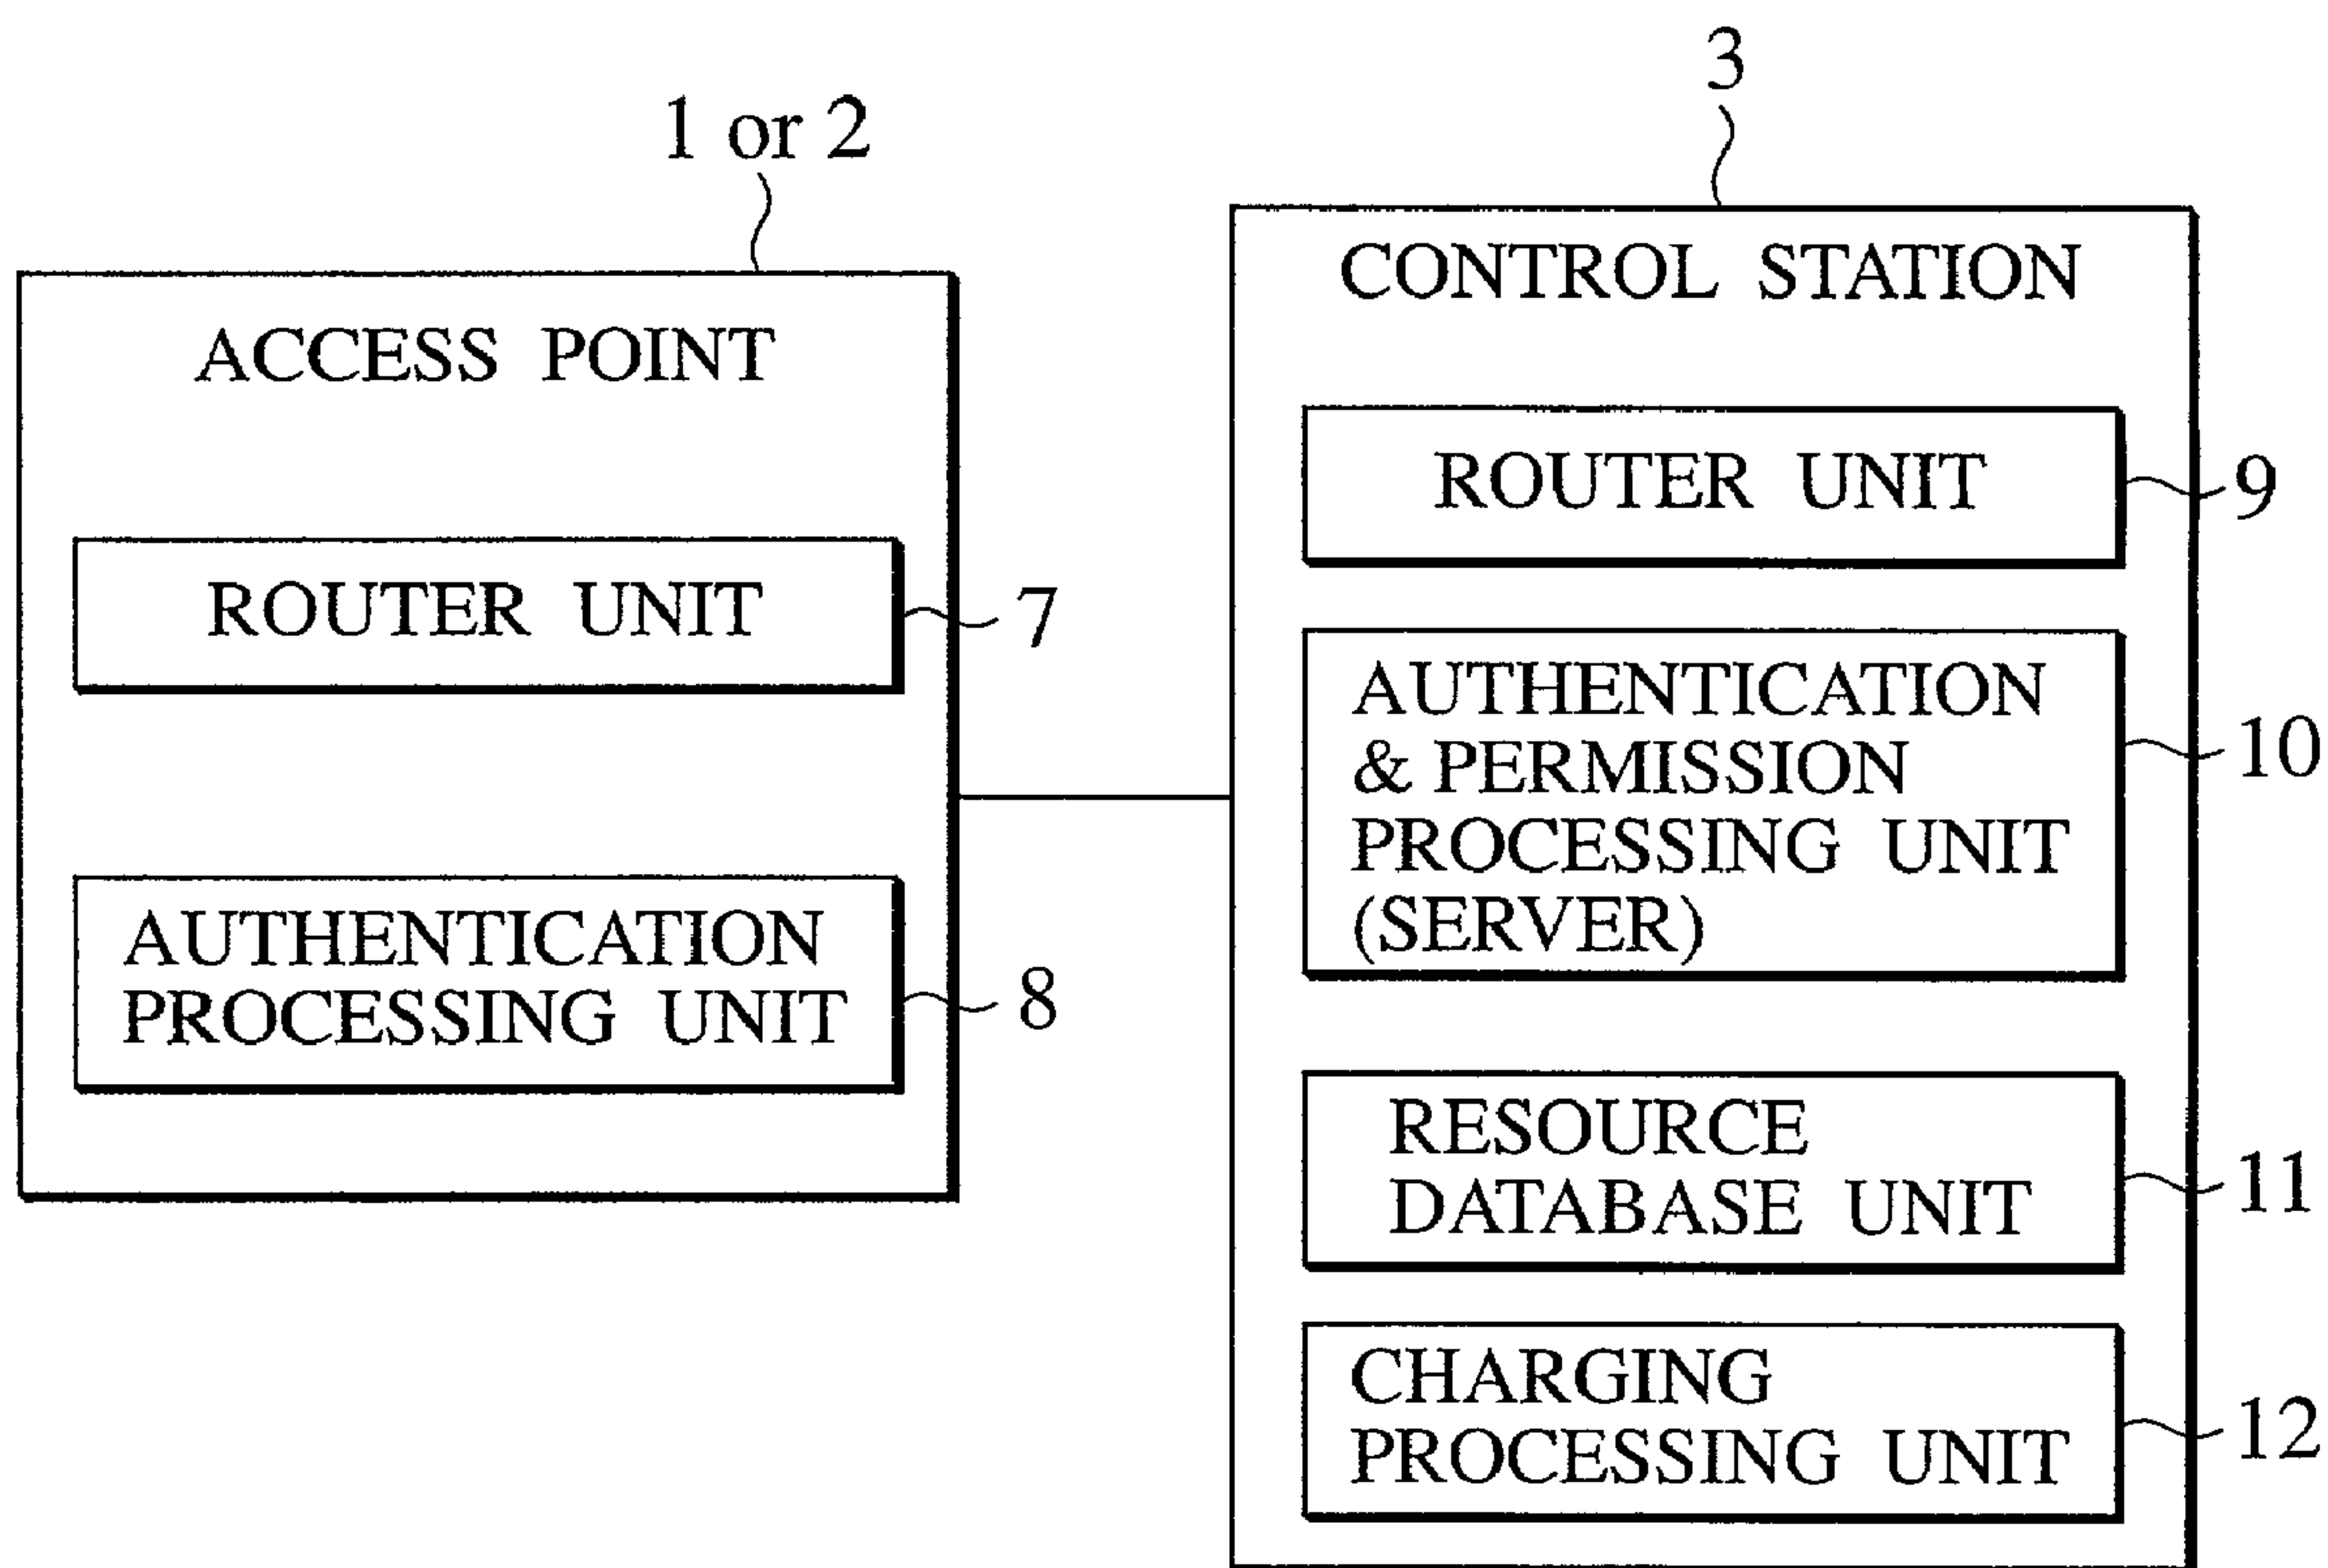 1 or 2
ACCESS POINT
ROUTER UNIT
7
AUTHENTICATION
PROCESSING UNIT
8
3
CONTROL STATION
ROUTER UNIT
9
AUTHENTICATION
& PERMISSION
PROCESSING UNIT
(SERVER)
10
RESOURCE
DATABASE UNIT
11
CHARGING
PROCESSING UNIT
12